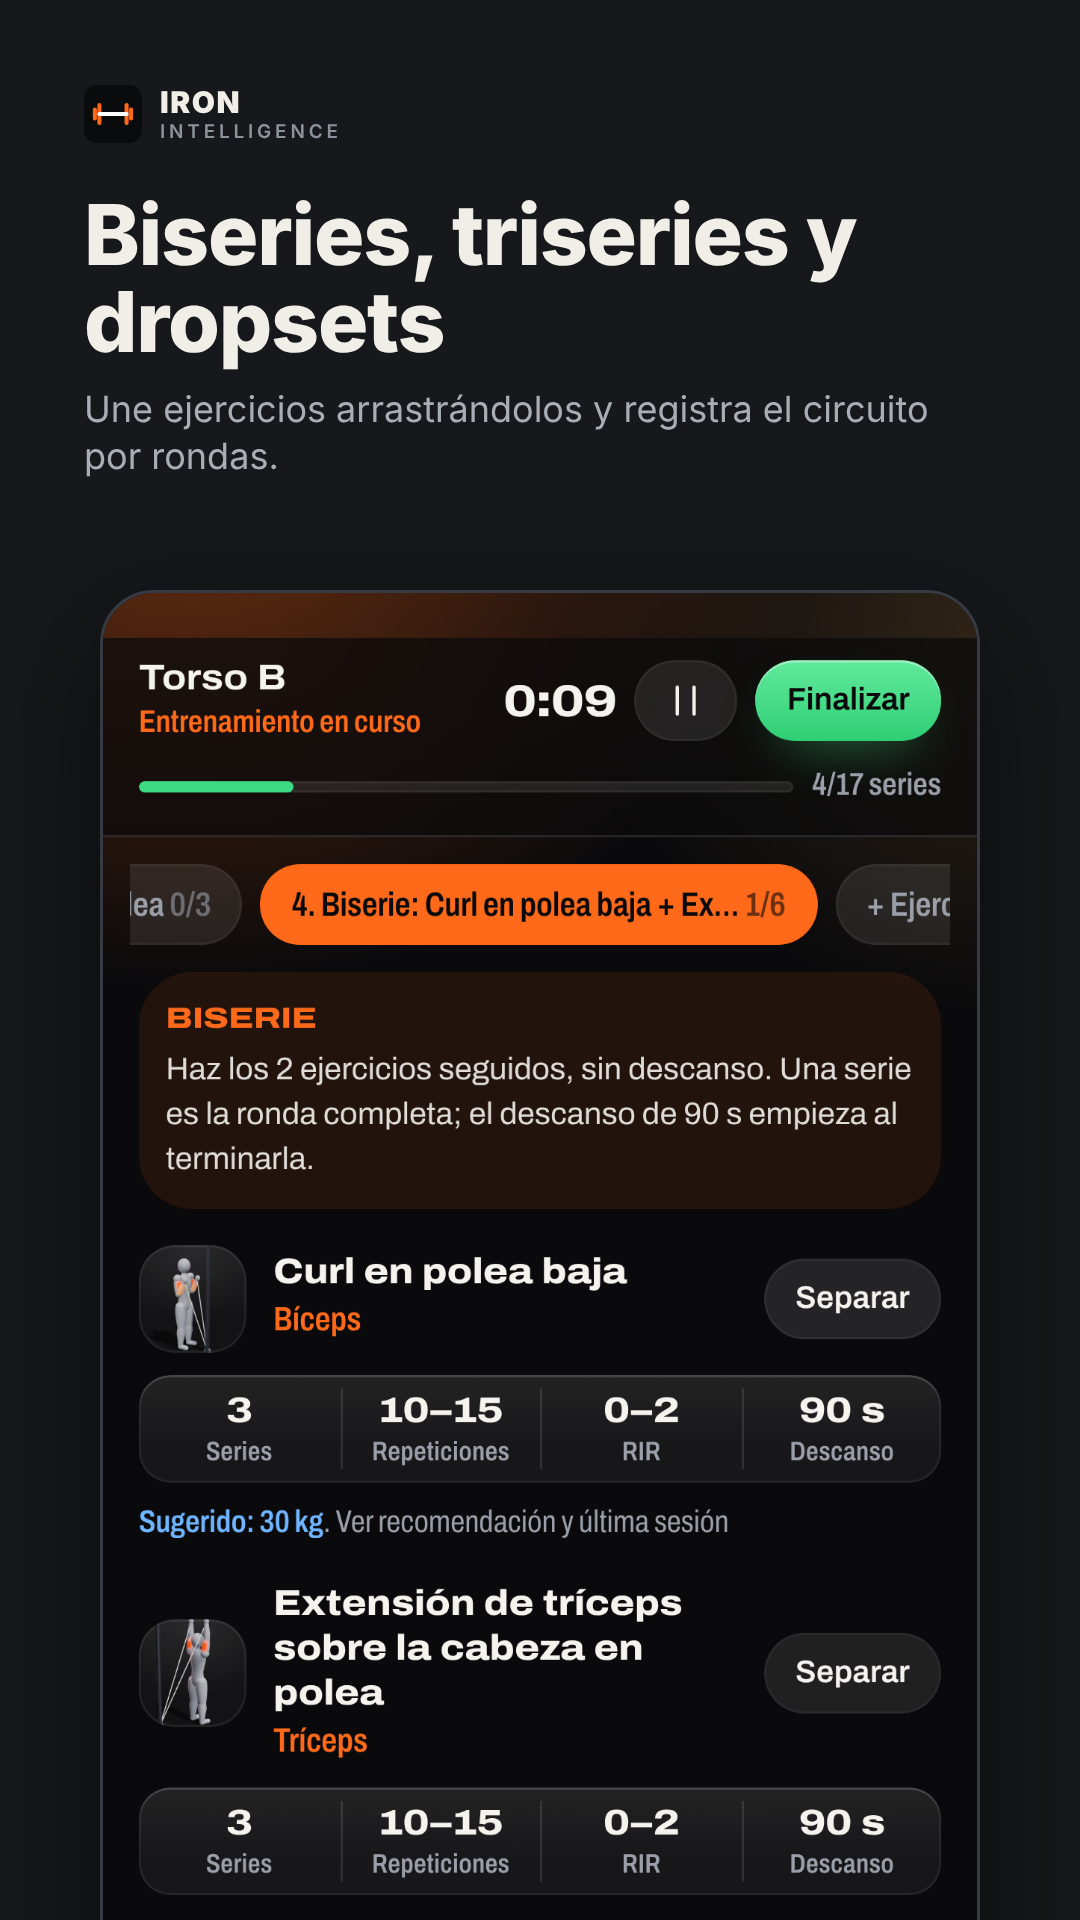 IRON
INTELLIGENCE
Biseries, triseries y
dropsets
Une ejercicios arrastrándolos y registra el circuito
por rondas.
Torso B
Entrenamiento en curso
0:09
Finalizar
4/17 series
lea 0/3
4. Biserie: Curl en polea baja + Ex... 1/6
+ Ejerc
BISERIE
Haz los 2 ejercicios seguidos, sin descanso. Una serie
es la ronda completa; el descanso de 90 s empieza al
terminarla.
Curl en polea baja
Bíceps
Separar
3 10–15 0–2 90 s
Series Repeticiones RIR Descanso
Sugerido: 30 kg. Ver recomendación y última sesión
Extensión de tríceps
sobre la cabeza en
polea
Tríceps
Separar
3 10–15 0–2 90 s
Series Repeticiones RIR Descanso